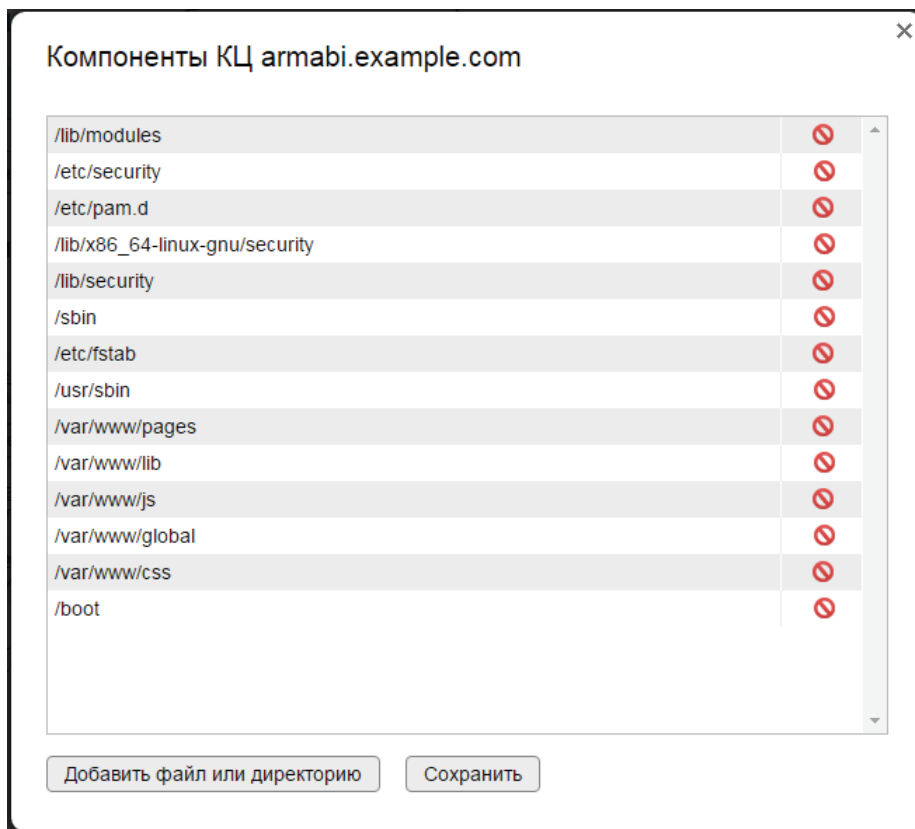 Компоненты КЦ armabi.example.com
/lib/modules
/etc/security
/etc/pam.d
/lib/x86_64-linux-gnu/security
/lib/security
/sbin
/etc/fstab
/usr/sbin
/var/www/pages
/var/www/lib
/var/www/js
/var/www/global
/var/www/css
/boot
Добавить файл или директорию Сохранить